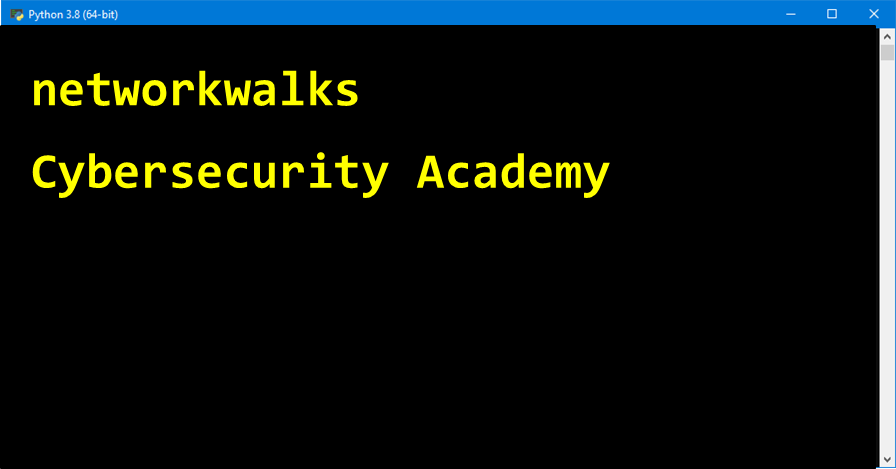 Python 3.8 (64-bit)
networkwalks
Cybersecurity Academy